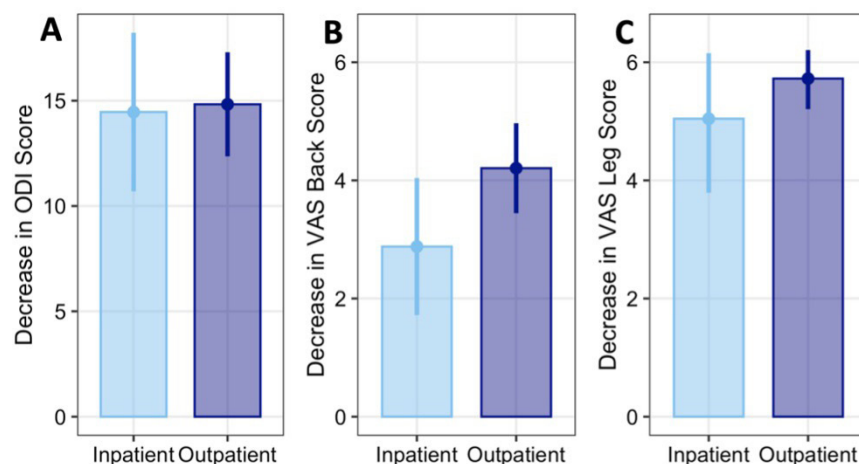 A
Decrease in ODI Score
15
10
5
0
Inpatient Outpatient
B
Decrease in VAS Back Score
6
4
2
0
Inpatient Outpatient
C
Decrease in VAS Leg Score
6
4
2
0
Inpatient Outpatient